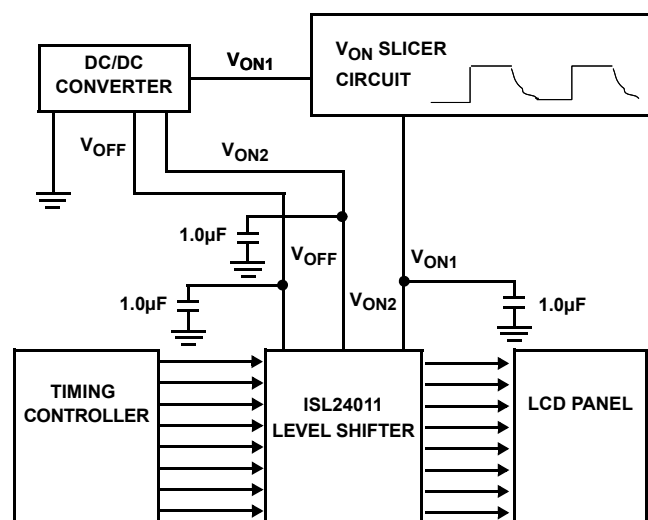 DC/DC
CONVERTER
VON1
VON SLICER
CIRCUIT
VOFF
VON2
1.0µF
VOFF
VON1
1.0µF
VON2
1.0µF
TIMING
CONTROLLER
ISL24011
LEVEL SHIFTER
LCD PANEL